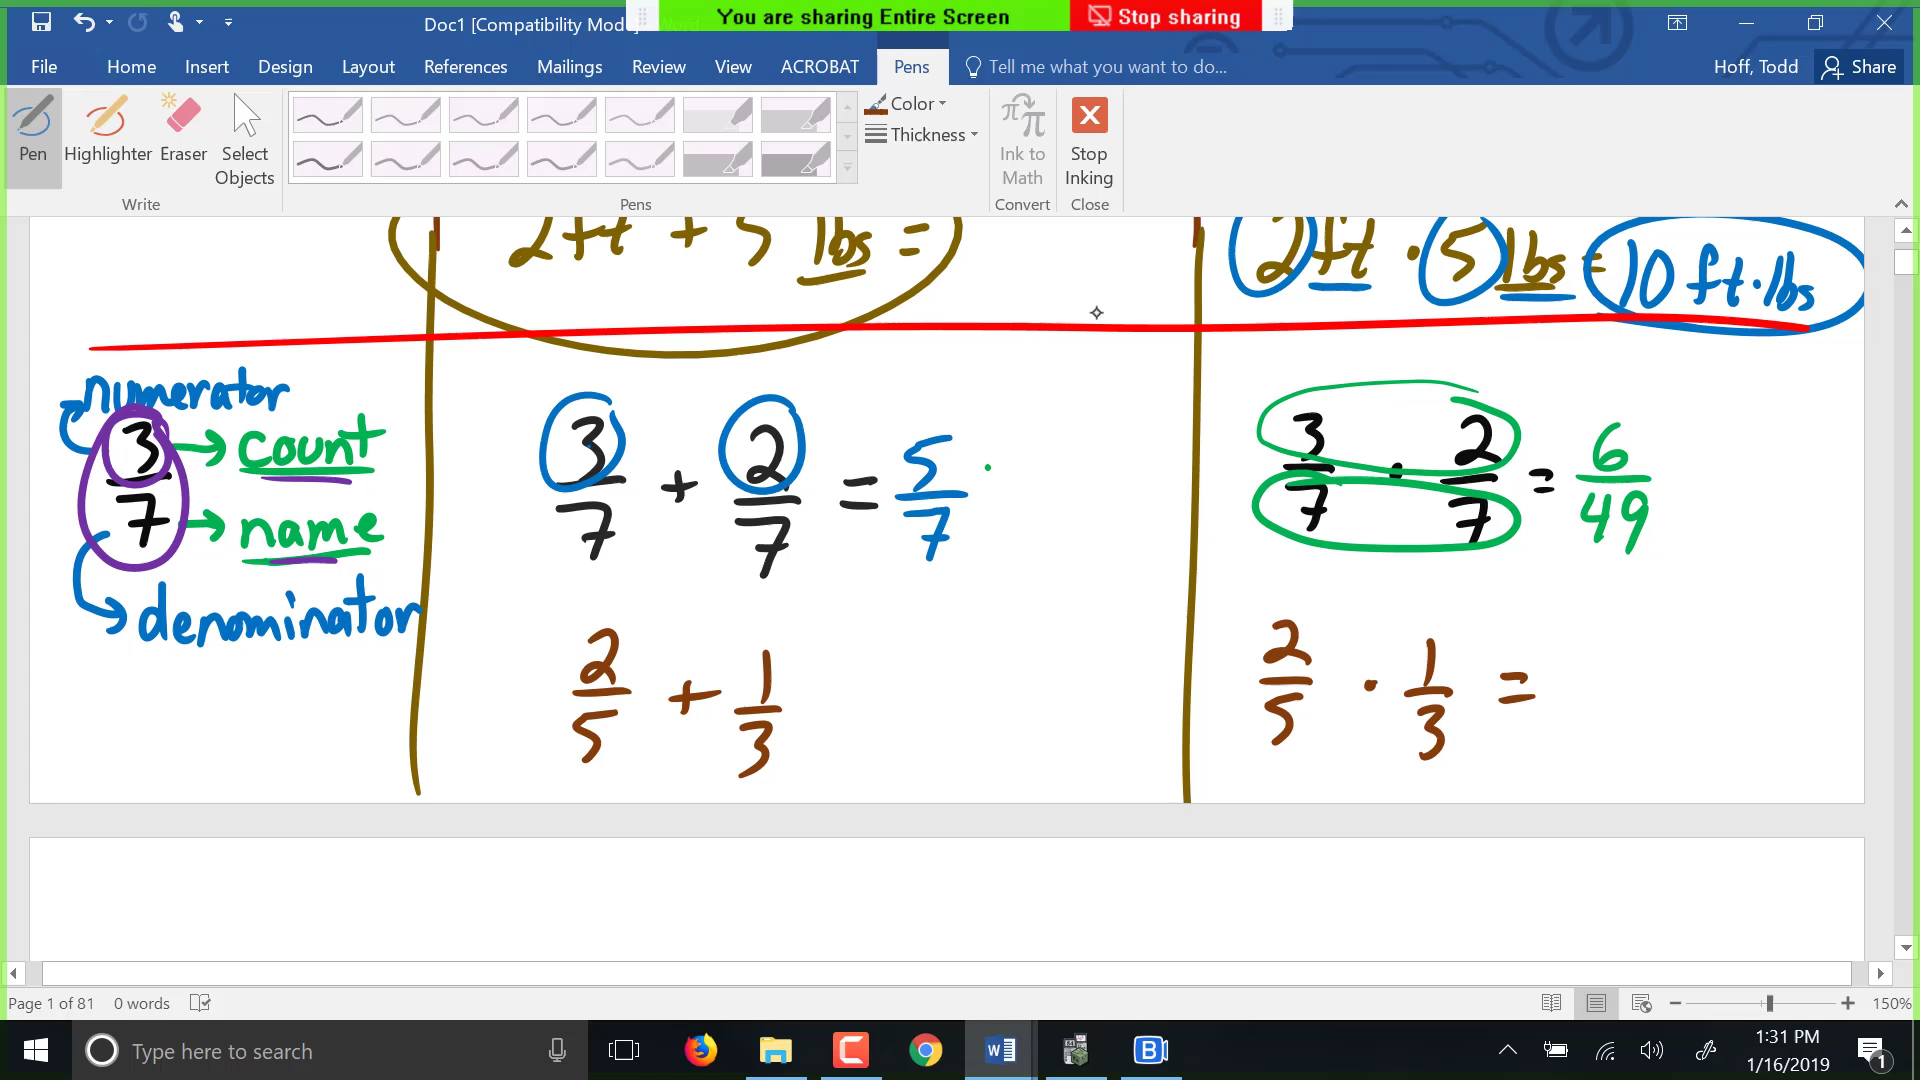 You are sharing Entire Screen Stop sharing
Doc1 [Compatibility Mod
File Home Insert Design Layout References Mailings Review View ACROBAT Pens Tell me what you want to do... Hoff, Todd Share
Pen Highlighter Eraser Select Objects
Color
Thickness
Ink to Math
Stop Inking
Write Pens Convert Close
2ft + 5 lbs =
2ft · 5 lbs = 10 ft·lbs
numerator
3/7
count
name
denominator
3/7 + 2/7 = 5/7
3/7 · 2/7 = 6/49
2/5 + 1/3
2/5 · 1/3 =
Page 1 of 81 0 words 150%
Type here to search
1:31 PM
1/16/2019
1